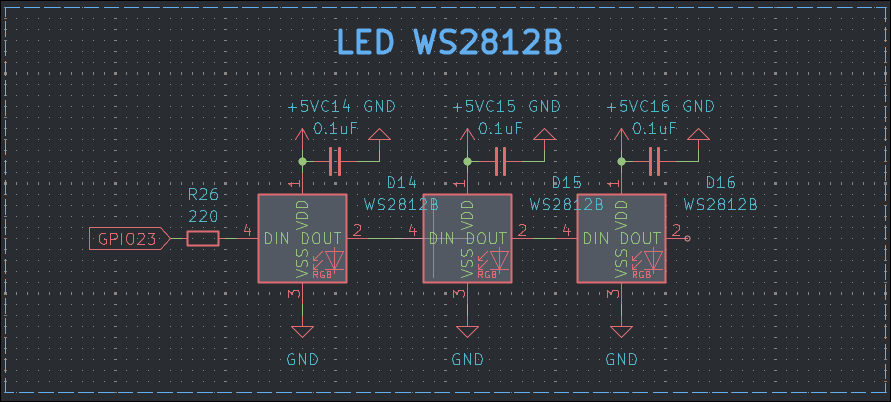 LED WS2812B
+5V C14 GND +5V C15 GND +5V C16 GND
0.1uF 0.1uF 0.1uF
1 D14 1 D15 1 D16
R26 WS2812B WS2812B WS2812B
220 VDD VDD VDD
GPIO23 4 DIN DOUT 2 4 DIN DOUT 2 4 DIN DOUT 2
VSS RGB VSS RGB VSS RGB
3 3 3
GND GND GND